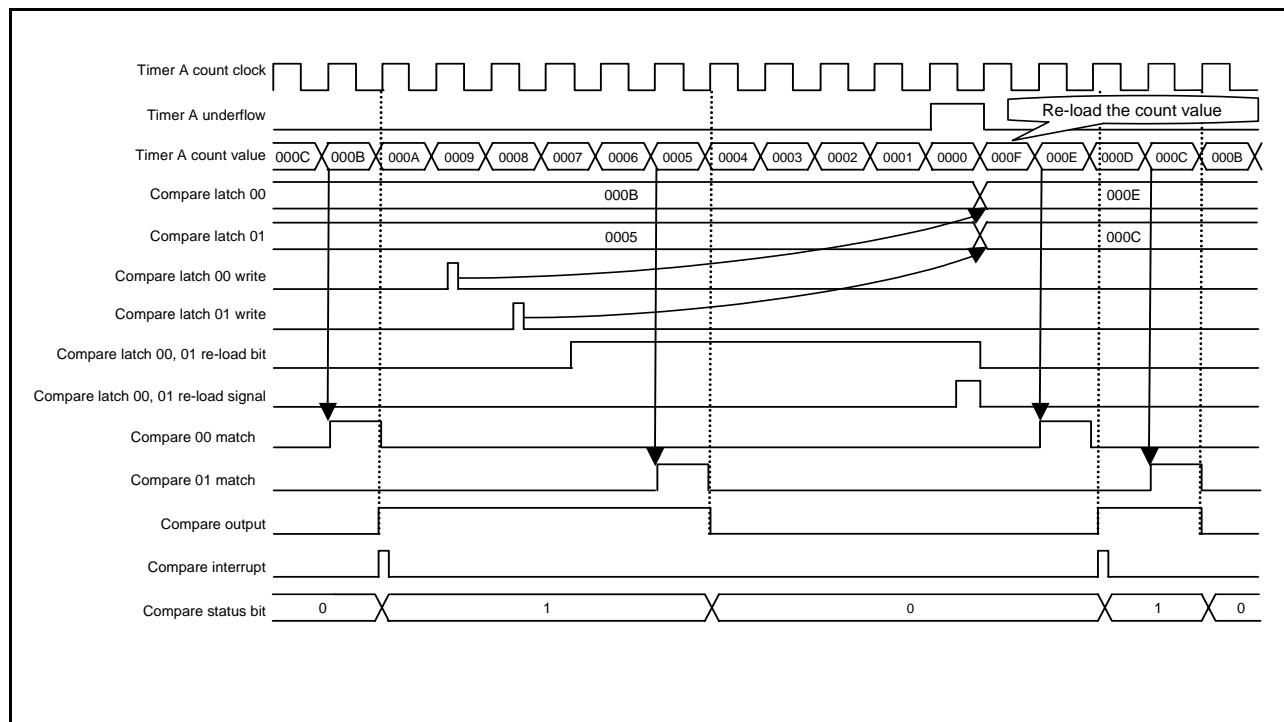 Timer A count clock
Timer A underflow
Re-load the count value
Timer A count value
000C 000B 000A 0009 0008 0007 0006 0005 0004 0003 0002 0001 0000 000F 000E 000D 000C 000B
Compare latch 00
000B 000E
Compare latch 01
0005 000C
Compare latch 00 write
Compare latch 01 write
Compare latch 00, 01 re-load bit
Compare latch 00, 01 re-load signal
Compare 00 match
Compare 01 match
Compare output
Compare interrupt
Compare status bit
0 1 0 1 0